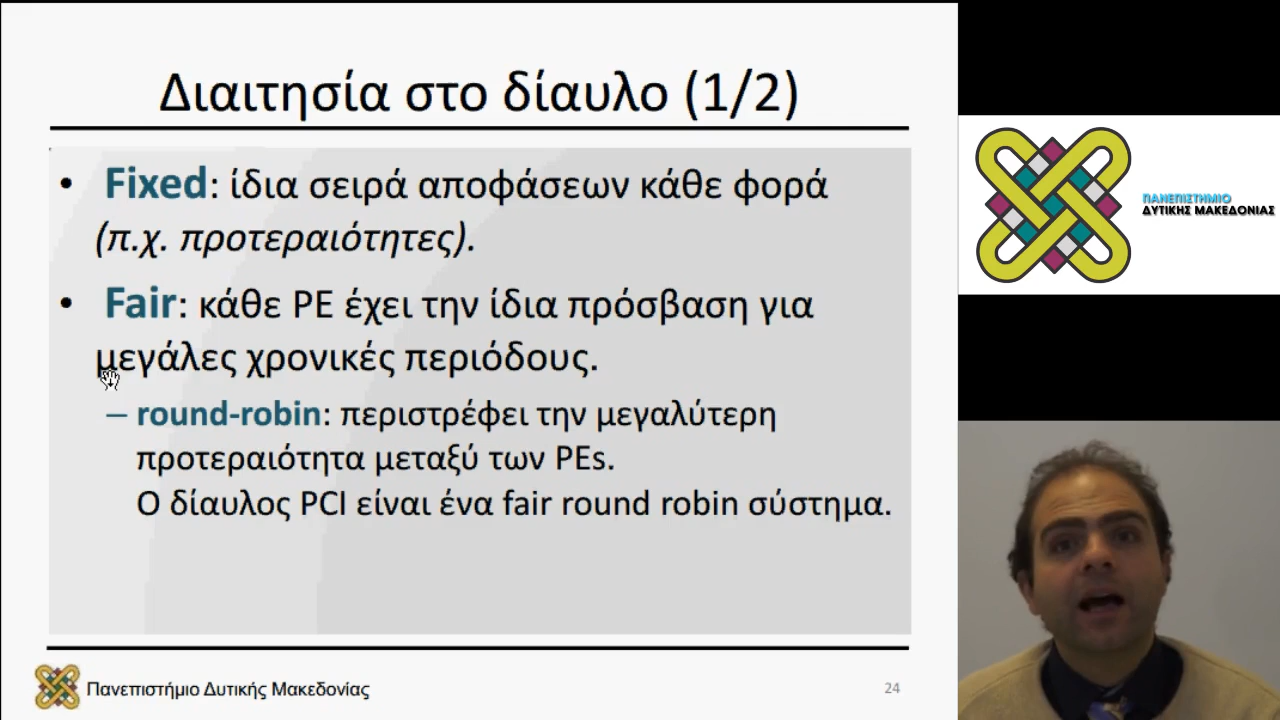 Διαιτησία στο δίαυλο (1/2)
• Fixed: ίδια σειρά αποφάσεων κάθε φορά
(π.χ. προτεραιότητες).
• Fair: κάθε PE έχει την ίδια πρόσβαση για
μεγάλες χρονικές περιόδους.
– round-robin: περιστρέφει την μεγαλύτερη
προτεραιότητα μεταξύ των PEs.
Ο δίαυλος PCI είναι ένα fair round robin σύστημα.
Πανεπιστήμιο Δυτικής Μακεδονίας
24
ΠΑΝΕΠΙΣΤΗΜΙΟ
ΔΥΤΙΚΗΣ ΜΑΚΕΔΟΝΙΑΣ